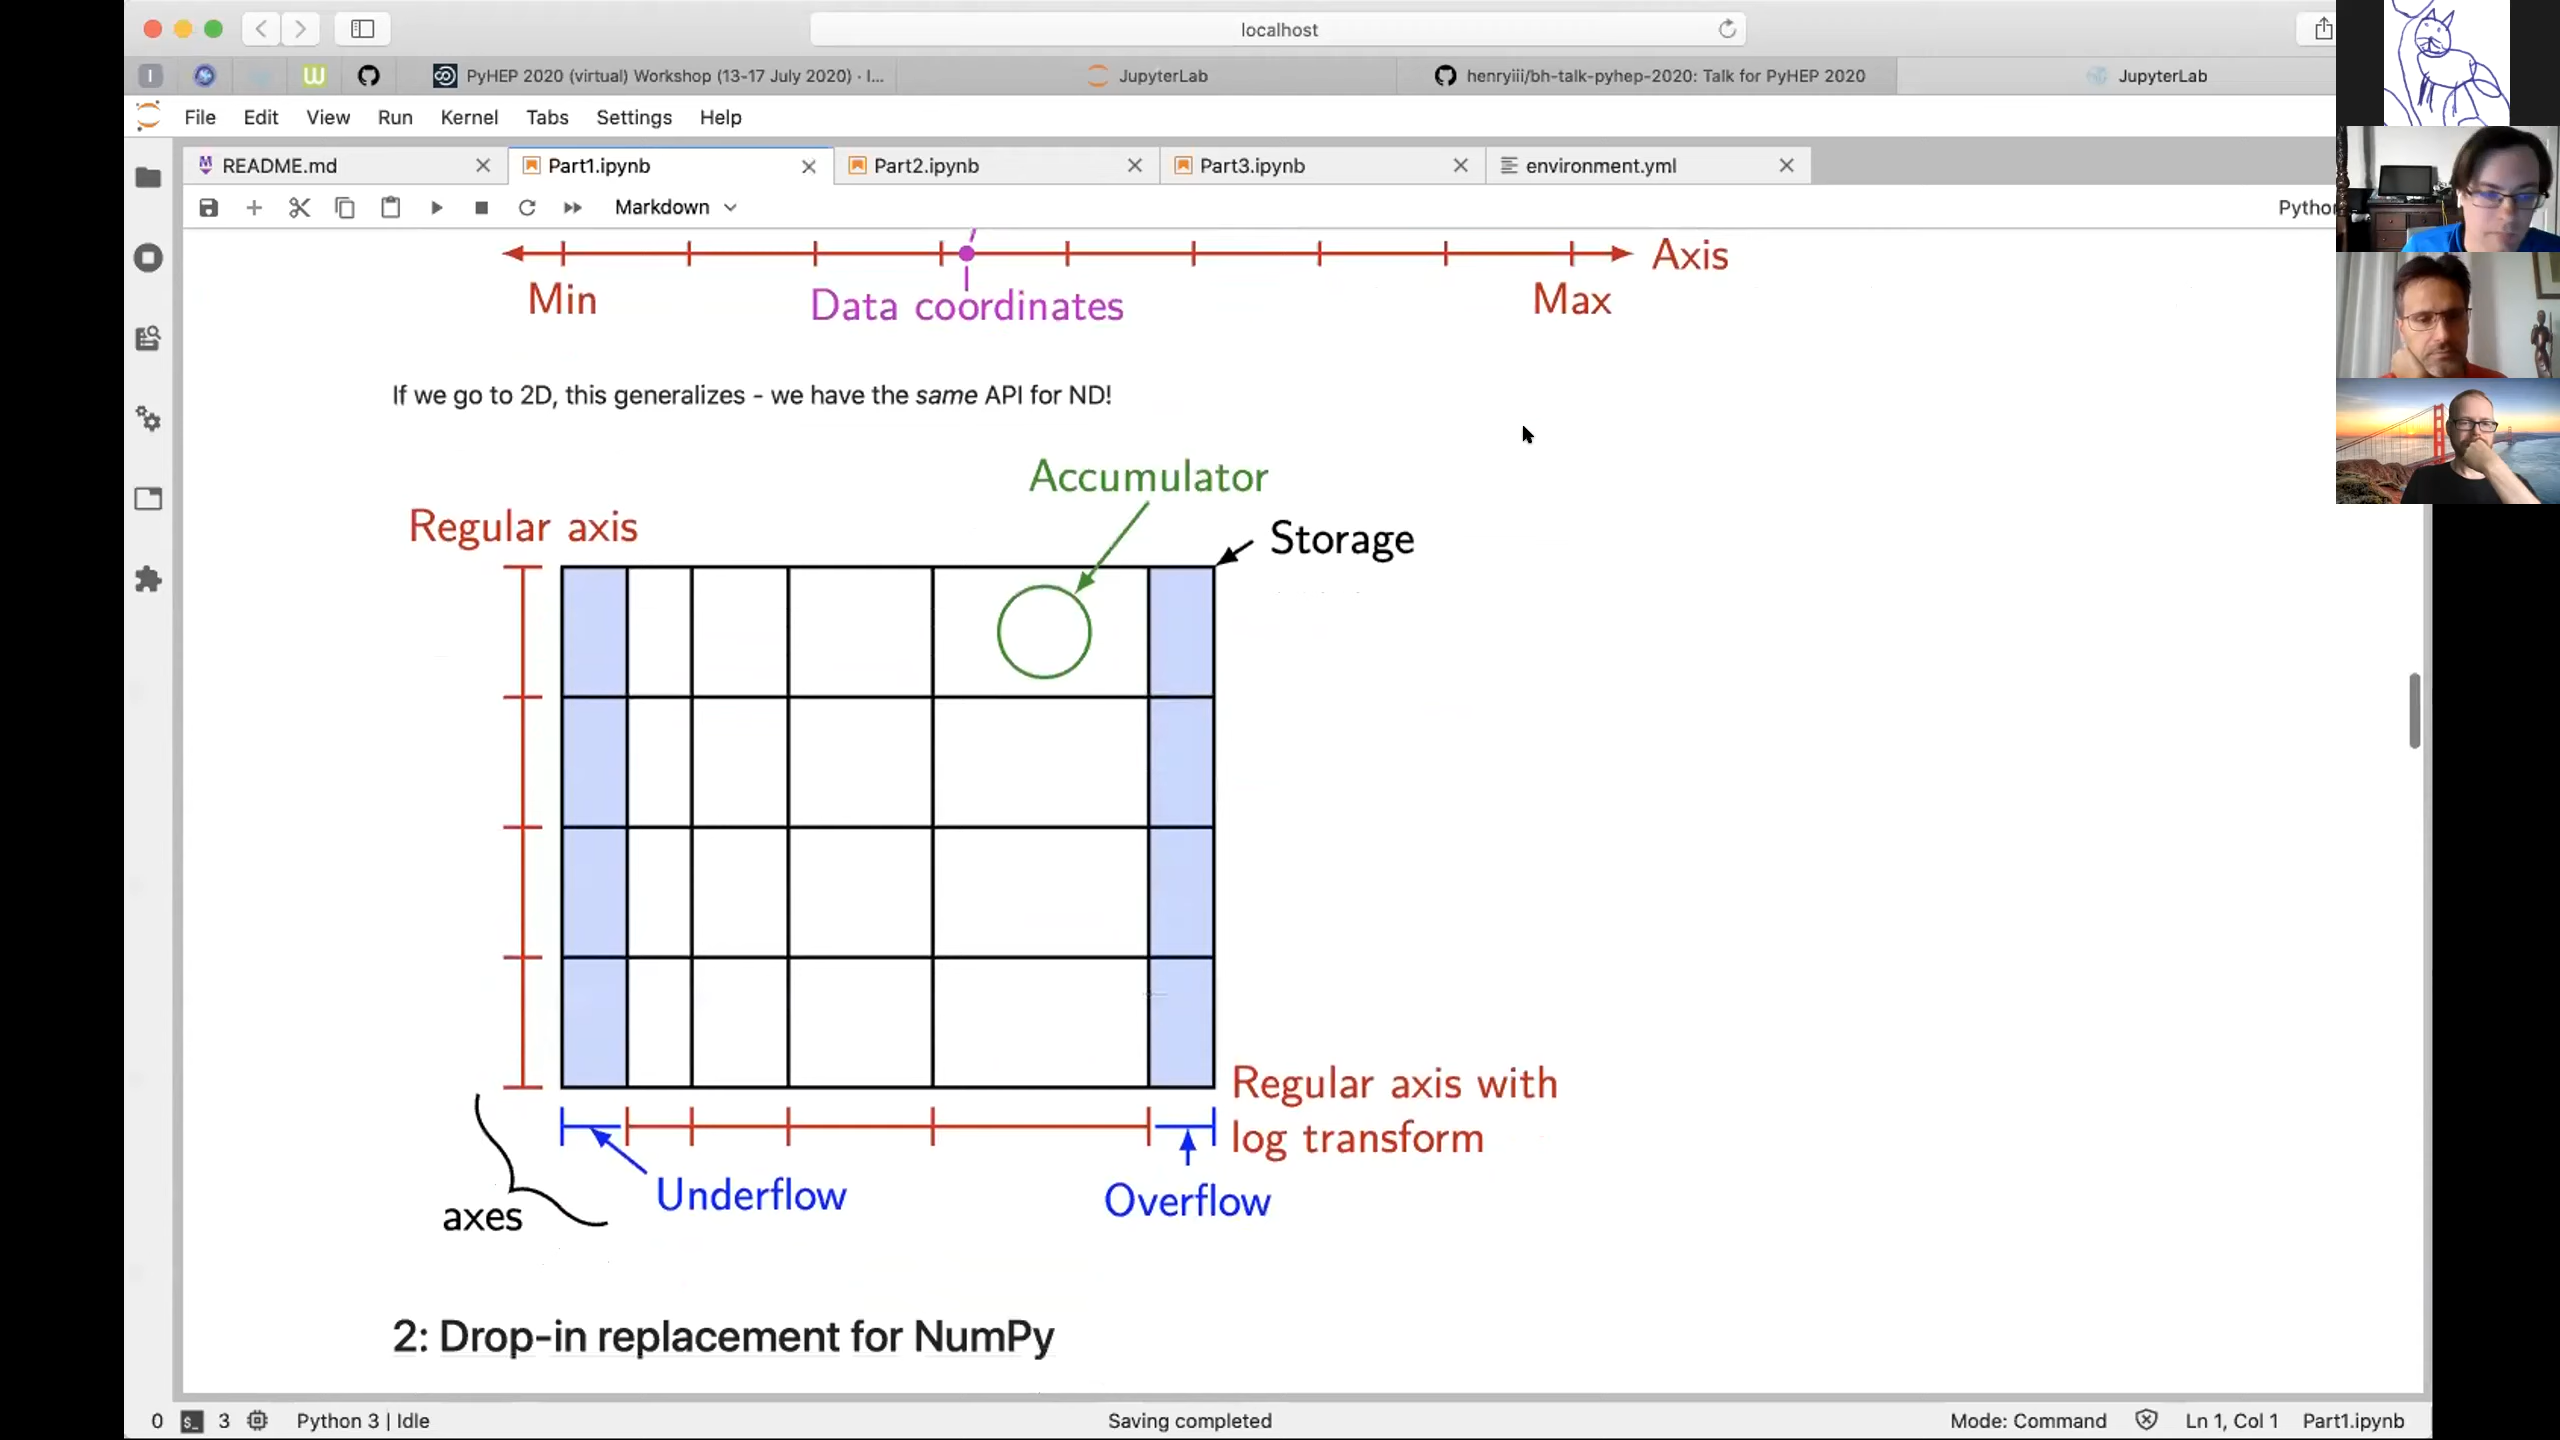 localhost
PyHEP 2020 (virtual) Workshop (13-17 July 2020) · I...
JupyterLab
henryiii/bh-talk-pyhep-2020: Talk for PyHEP 2020
JupyterLab
File Edit View Run Kernel Tabs Settings Help
README.md
Part1.ipynb
Part2.ipynb
Part3.ipynb
environment.yml
Markdown
Axis
Min
Data coordinates
Max
If we go to 2D, this generalizes - we have the same API for ND!
Accumulator
Regular axis
Storage
Regular axis with
log transform
Underflow
Overflow
axes
2: Drop-in replacement for NumPy
0 $_ 3 Python 3 | Idle
Saving completed
Mode: Command
Ln 1, Col 1 Part1.ipynb